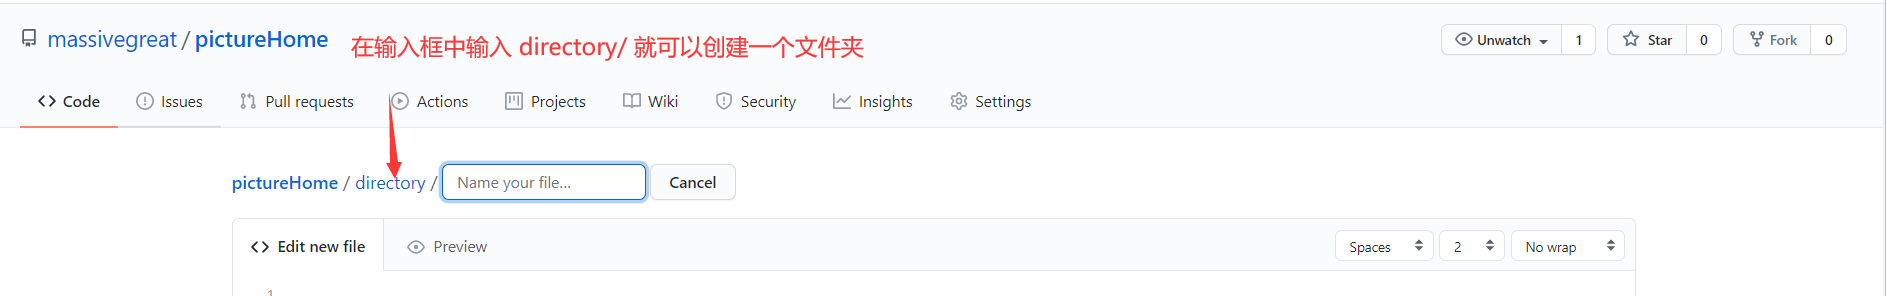 massivegreat / pictureHome
在输入框中输入 directory/ 就可以创建一个文件夹
Unwatch 1 Star 0 Fork 0
Code Issues Pull requests Actions Projects Wiki Security Insights Settings
pictureHome / directory / Name your file... Cancel
Edit new file Preview Spaces 2 No wrap
1